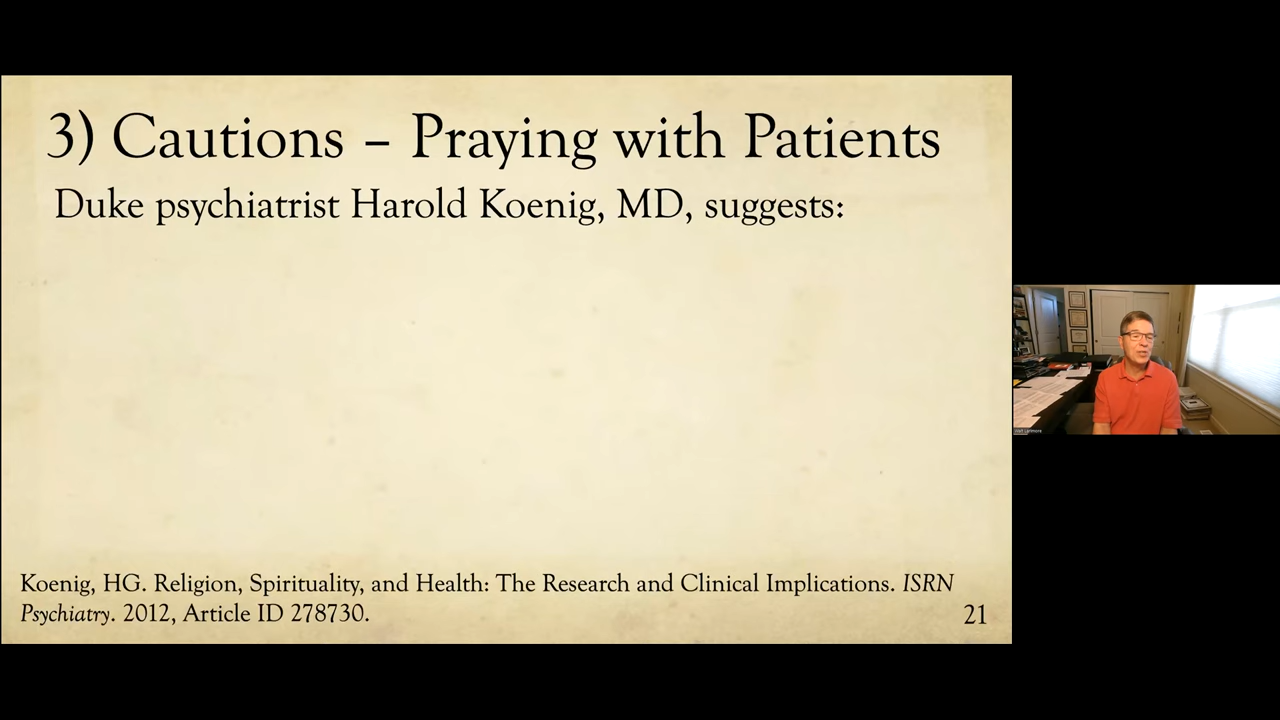 3) Cautions – Praying with Patients
Duke psychiatrist Harold Koenig, MD, suggests:
Koenig, HG. Religion, Spirituality, and Health: The Research and Clinical Implications. ISRN
Psychiatry. 2012, Article ID 278730.
21